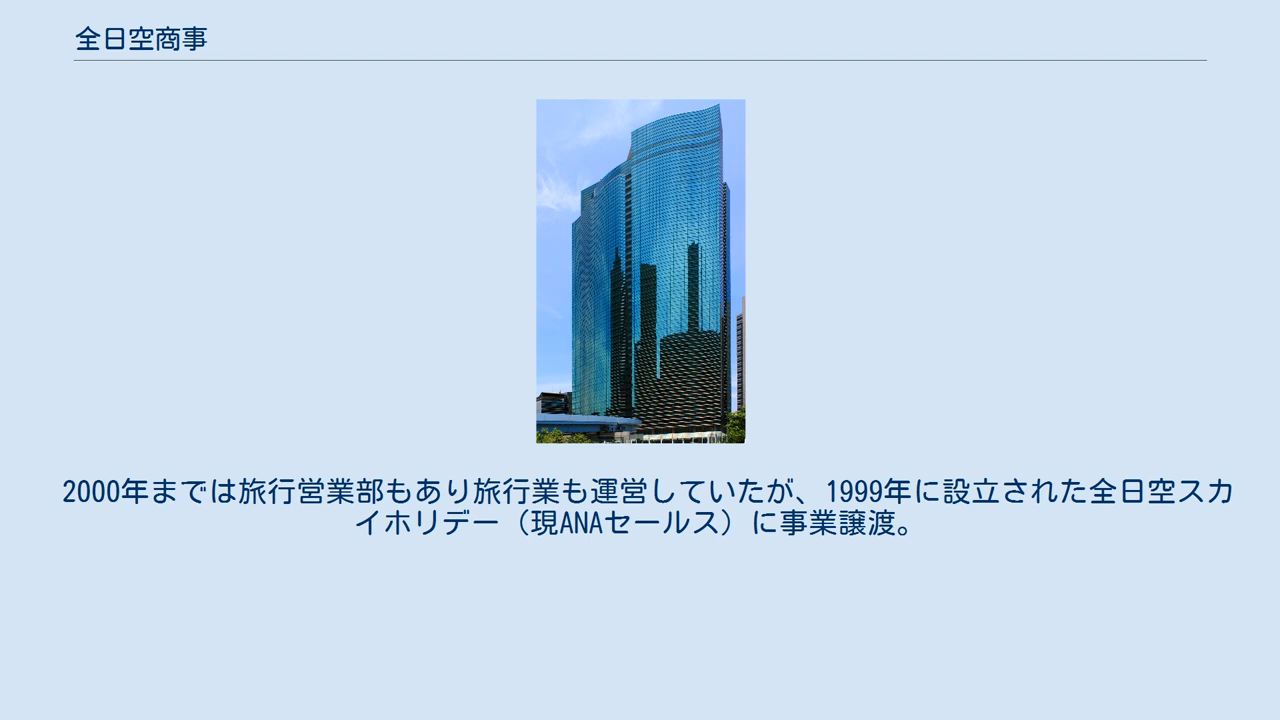 全日空商事
2000年までは旅行営業部もあり旅行業も運営していたが、1999年に設立された全日空スカ
イホリデー（現ANAセールス）に事業譲渡。